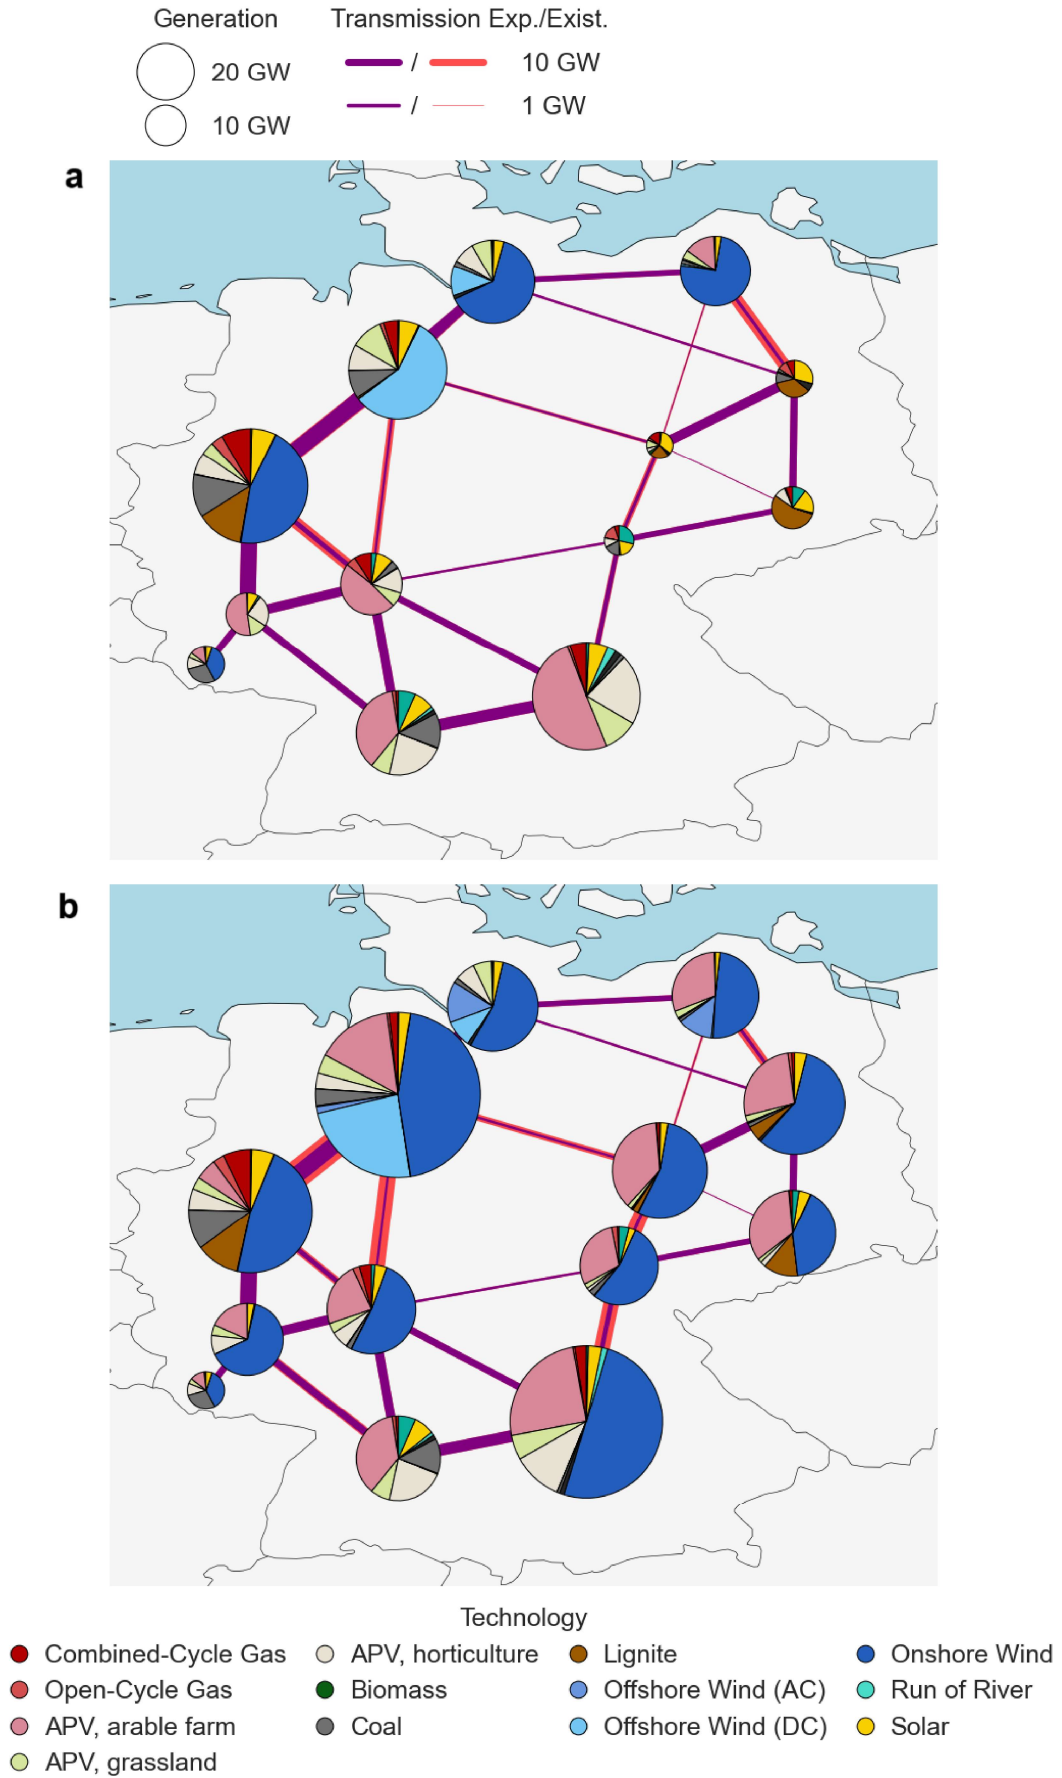 Generation
Transmission Exp./Exist.
20 GW
/
10 GW
10 GW
/
1 GW
a
b
Technology
Combined-Cycle Gas
APV, horticulture
Lignite
Onshore Wind
Open-Cycle Gas
Biomass
Offshore Wind (AC)
Run of River
APV, arable farm
Coal
Offshore Wind (DC)
Solar
APV, grassland